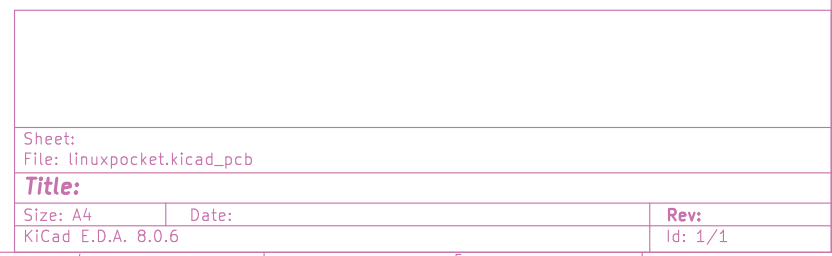 Sheet:
File: linuxpocket.kicad_pcb
Title:
Size: A4 Date: Rev:
KiCad E.D.A. 8.0.6 Id: 1/1